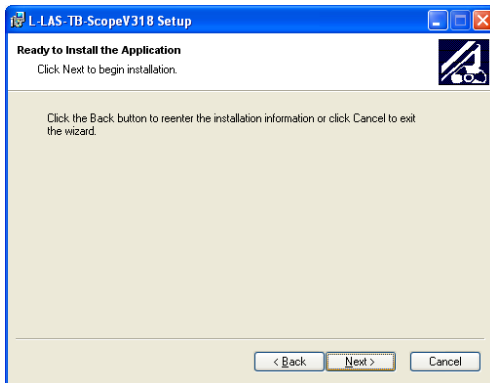 L-LAS-TB-ScopeV318 Setup
Ready to Install the Application
Click Next to begin installation.
Click the Back button to reenter the installation information or click Cancel to exit
the wizard.
< Back
Next >
Cancel